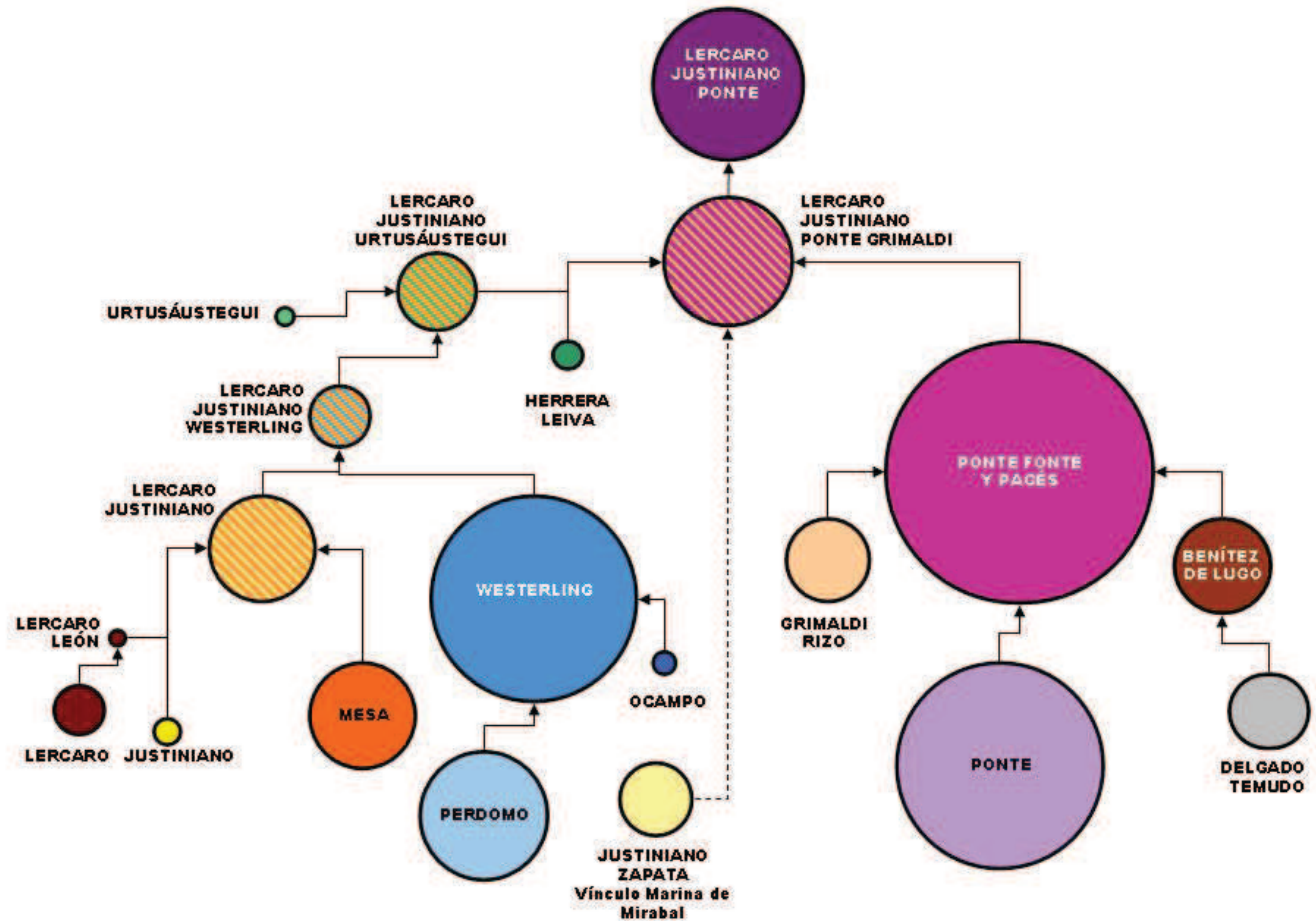 LERCARO
JUSTINIANO
PONTE
LERCARO
JUSTINIANO
PONTE GRIMALDI
LERCARO
JUSTINIANO
URTUSÁUSTEGUI
URTUSÁUSTEGUI
HERRERA
LEIVA
LERCARO
JUSTINIANO
WESTERLING
LERCARO
JUSTINIANO
PONTE FONTE
Y PAGÉS
WESTERLING
BENÍTEZ
DE LUGO
GRIMALDI
RIZO
LERCARO
LEÓN
OCAMPO
MESA
LERCARO
JUSTINIANO
PERDOMO
PONTE
DELGADO
TEMUDO
JUSTINIANO
ZAPATA
Vínculo Marina de
Mirabal